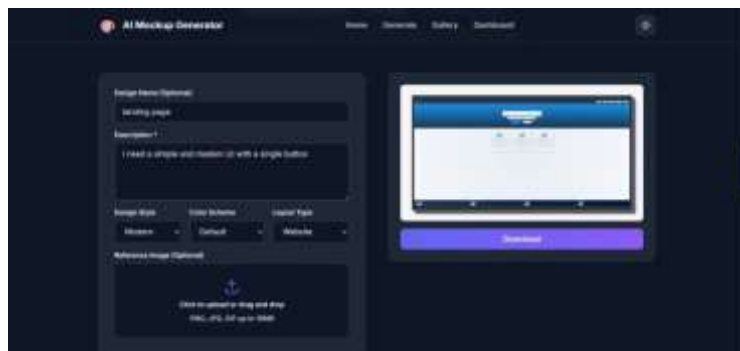 AI Mockup Generator
Home Generate Gallery Dashboard
Design Name (Optional)
landing page
Description *
I need a simple and modern UI with a single button
Design Style Color Scheme Layout Type
Modern Default Website
Reference Image (Optional)
Click to upload or drag and drop
PNG, JPG, GIF up to 10MB
Download